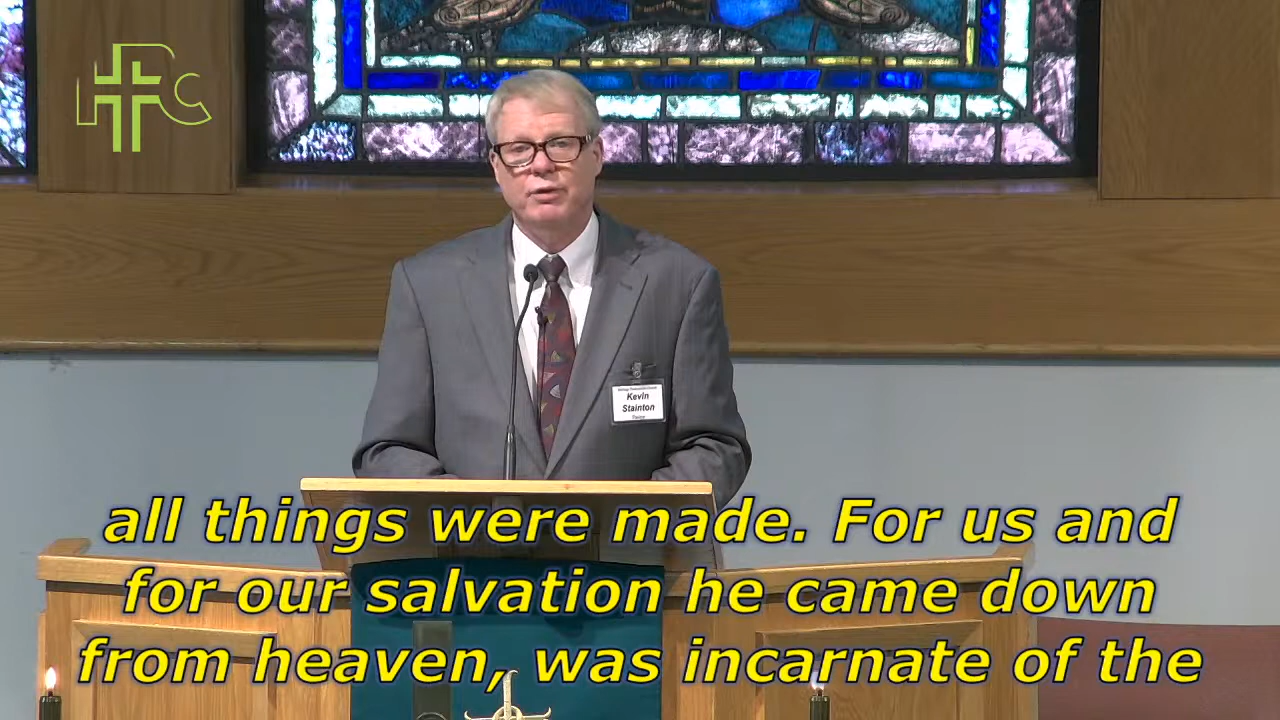 HFPC
Kevin
Stainton
all things were made. For us and
for our salvation he came down
from heaven, was incarnate of the